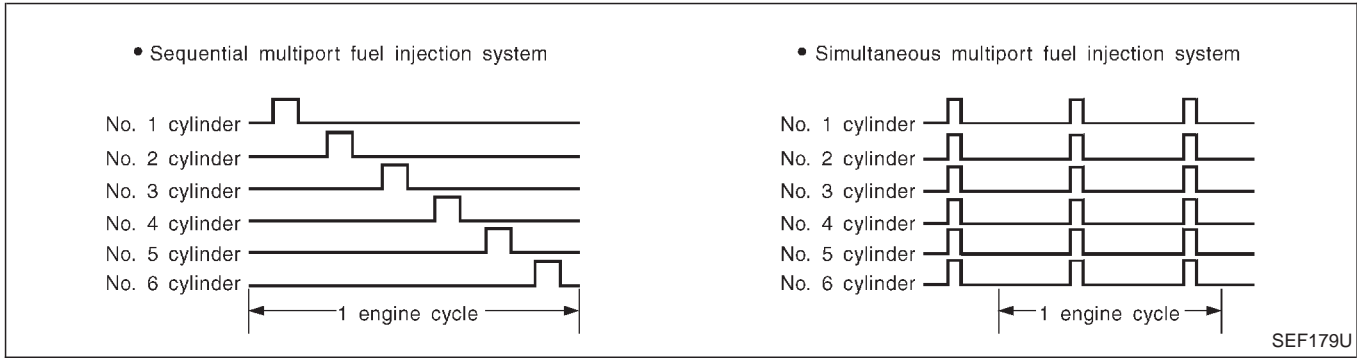 • Sequential multiport fuel injection system
No. 1 cylinder
No. 2 cylinder
No. 3 cylinder
No. 4 cylinder
No. 5 cylinder
No. 6 cylinder
1 engine cycle
• Simultaneous multiport fuel injection system
No. 1 cylinder
No. 2 cylinder
No. 3 cylinder
No. 4 cylinder
No. 5 cylinder
No. 6 cylinder
1 engine cycle
SEF179U